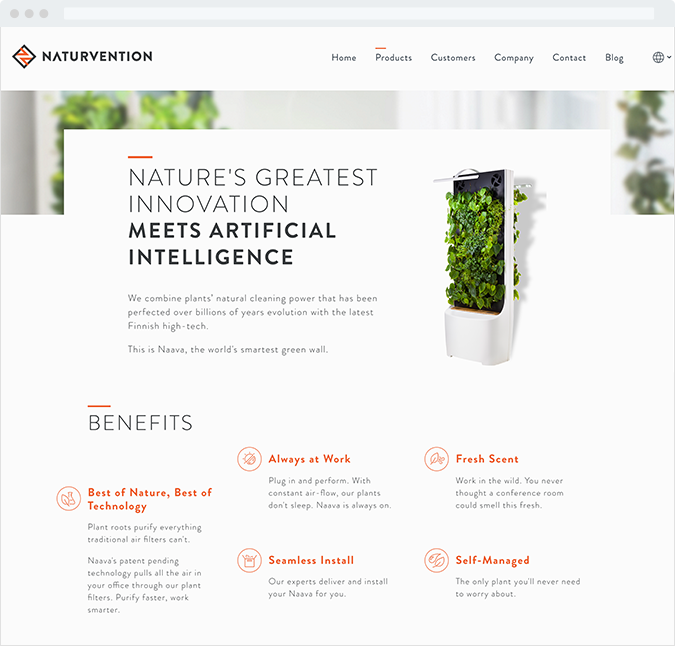 NATURVENTION
Home Products Customers Company Contact Blog
NATURE'S GREATEST
INNOVATION
MEETS ARTIFICIAL
INTELLIGENCE
We combine plants' natural cleaning power that has been
perfected over billions of years evolution with the latest
Finnish high-tech.
This is Naava, the world's smartest green wall.
BENEFITS
Best of Nature, Best of
Technology
Plant roots purify everything
traditional air filters can't.
Naava's patent pending
technology pulls all the air in
your office through our plant
filters. Purify faster, work
smarter.
Always at Work
Plug in and perform. With
constant air-flow, our plants
don't sleep. Naava is always on.
Fresh Scent
Work in the wild. You never
thought a conference room
could smell this fresh.
Seamless Install
Our experts deliver and install
your Naava for you.
Self-Managed
The only plant you'll never need
to worry about.